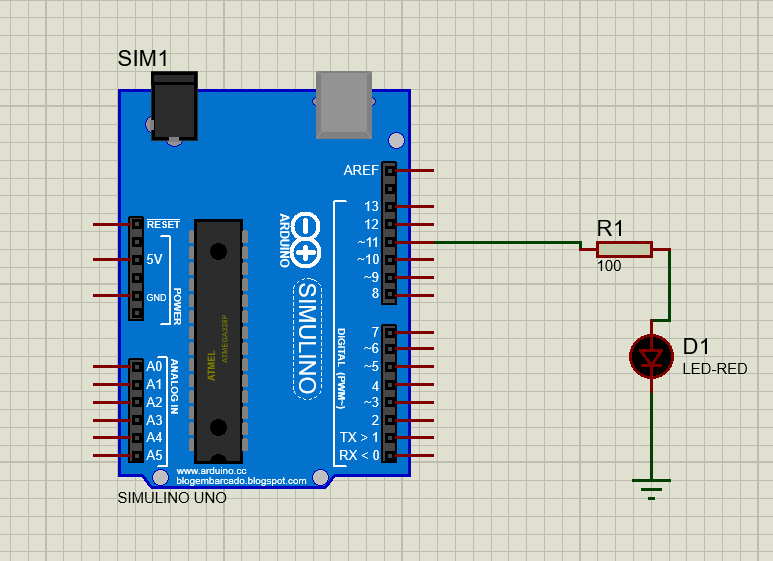 SIM1
AREF
13
12
~11
~10
~9
8
RESET
5V
GND
POWER
ARDUINO
SIMULINO
ATMEL
ATMEGA328P
7
~6
~5
4
~3
2
TX > 1
RX < 0
DIGITAL (PWM~)
A0
A1
A2
A3
A4
A5
ANALOG IN
www.arduino.cc
blogembarcado.blogspot.com
SIMULINO UNO
R1
100
D1
LED-RED